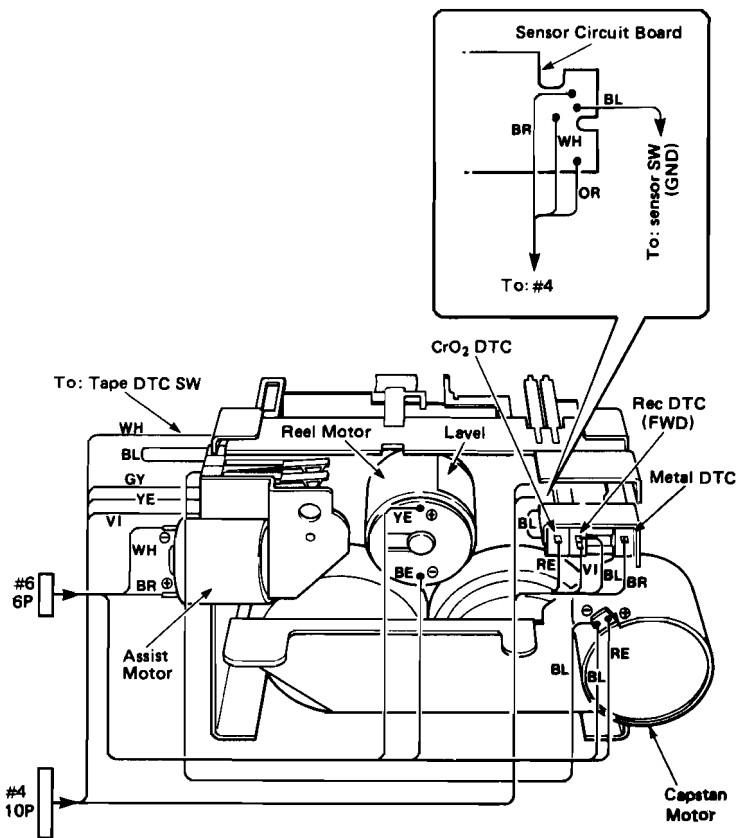 Sensor Circuit Board
BL
BR
WH
OR
To: sensor SW
(GND)
To: #4
CrO₂ DTC
To: Tape DTC SW
Rec DTC
(FWD)
WH
Reel Motor
Lavel
BL
Metal DTC
GY
YE
VI
YE ⊕
BL
WH
⊖
RE
VI
BL
BR
#6
6P
BR
⊕
BE ⊖
⊖
⊕
Assist
Motor
BL
BL
RE
#4
10P
Capstan
Motor